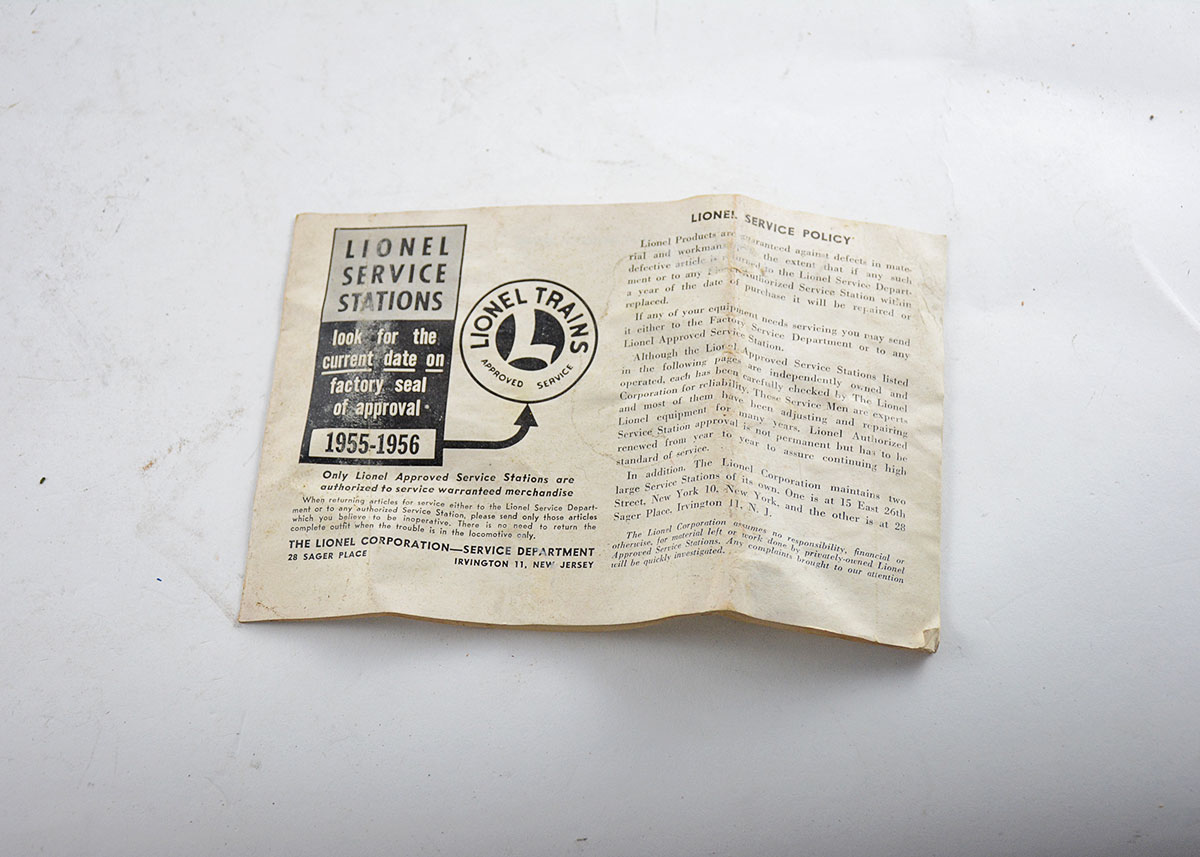 LIONEL
SERVICE
STATIONS
look for the
current date on
factory seal
of approval
1955-1956
LIONEL TRAINS
L
APPROVED SERVICE
Only Lionel Approved Service Stations are
authorized to service warranteed merchandise
When returning articles for service either to the Lionel Service Depart-
ment or to any authorized Service Station, please send only those articles
which you believe to be inoperative. There is no need to return the
complete outfit when the trouble is in the locomotive only.
THE LIONEL CORPORATION—SERVICE DEPARTMENT
28 SAGER PLACE
IRVINGTON 11, NEW JERSEY
LIONEL SERVICE POLICY
Lionel Products are guaranteed against defects in mate-
rial and the extent that if any such
defective article is to the Lionel Service Depart-
ment or to any Authorized Service Station within
a year of the date of purchase it will be repaired or
replaced.
If any of your equipment needs servicing you may send
it either to the Factory Service Department or to any
Lionel Approved Service Station.
Although the Lionel Approved Service Stations listed
in the following pages are independently owned and
operated, each has been carefully checked by The Lionel
Corporation for reliability. These Service Men are experts
and most of them have been adjusting and repairing
Lionel equipment for many years. Lionel Authorized
Service Station approval is not permanent but has to be
renewed from year to year to assure continuing high
standard of service.
In addition, The Lionel Corporation maintains two
large Service Stations of its own. One is at 15 East 26th
Street, New York 10, New York, and the other is at 28
Sager Place, Irvington 11, N. J.
The Lionel Corporation assumes no responsibility, financial or
otherwise, for material left or work done by privately-owned Lionel
Approved Service Stations. Any complaints brought to our attention
will be quickly investigated.